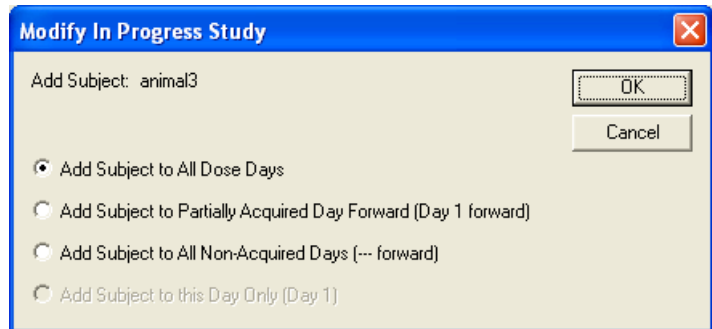 Modify In Progress Study
Add Subject: animal3
OK
Cancel
Add Subject to All Dose Days
Add Subject to Partially Acquired Day Forward (Day 1 forward)
Add Subject to All Non-Acquired Days (--- forward)
Add Subject to this Day Only (Day 1)